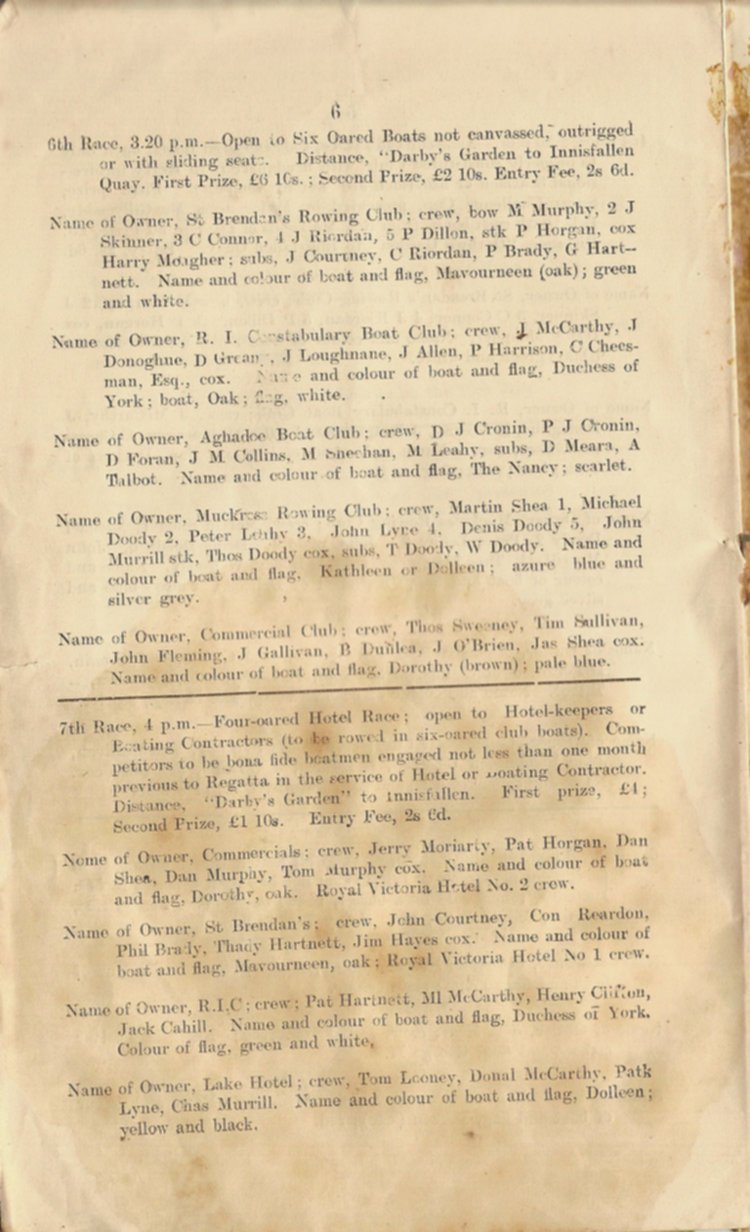 6
6th Race, 3.20 p.m.—Open to Six Oared Boats not canvassed, outrigged
or with sliding seats. Distance, "Darby's Garden to Innisfallen
Quay. First Prize, £6 10s.; Second Prize, £2 10s. Entry Fee, 2s 6d.
Name of Owner, St Brendan's Rowing Club; crew, bow M Murphy, 2 J
Skinner, 3 C Connor, 4 J Riordan, 5 P Dillon, stk P Horgan, cox
Harry Meagher; subs, J Courtney, C Riordan, P Brady, G Hart-
nett. Name and colour of boat and flag, Mavourneen (oak); green
and white.
Name of Owner, R. I. Constabulary Boat Club; crew, J McCarthy, J
Donoghue, D , J Loughnane, J Allen, P Harrison, C Chees-
man, Esq., cox. Name and colour of boat and flag, Duchess of
York; boat, Oak; flag, white.
Name of Owner, Aghadoe Boat Club; crew, D J Cronin, P J Cronin,
D Foran, J M Collins, M Sheehan, M Leahy, subs, D Meara, A
Talbot. Name and colour of boat and flag, The Nancy; scarlet.
Name of Owner, Muckross Rowing Club; crew, Martin Shea 1, Michael
Doody 2, Peter Leahy 3, John Lyne 4, Denis Doody 5, John
Murrill stk, Thos Doody cox, subs, T Doody, W Doody. Name and
colour of boat and flag, Kathleen or Dolleen; azure blue and
silver grey.
Name of Owner, Commercial Club; crew, Thos Sweeney, Tim Sullivan,
John Fleming, J Gallivan, B Dunlea, J O'Brien, Jas Shea cox.
Name and colour of boat and flag, Dorothy (brown); pale blue.
7th Race, 4 p.m.—Four-oared Hotel Race; open to Hotel-keepers or
Boating Contractors (to be rowed in six-oared club boats). Com-
petitors to be bona fide boatmen engaged not less than one month
previous to Regatta in the service of Hotel or Boating Contractor.
Distance, "Darby's Garden" to Innisfallen. First prize, £4;
Second Prize, £1 10s. Entry Fee, 2s 6d.
Nome of Owner, Commercials; crew, Jerry Moriarty, Pat Horgan, Dan
Shea, Dan Murphy, Tom Murphy cox. Name and colour of boat
and flag, Dorothy, oak. Royal Victoria Hotel No. 2 crew.
Name of Owner, St Brendan's; crew, John Courtney, Con Reardon,
Phil Brady, Thady Hartnett, Jim Hayes cox. Name and colour of
boat and flag, Mavourneen, oak; Royal Victoria Hotel No 1 crew.
Name of Owner, R.I,C; crew; Pat Hartnett, Ml McCarthy, Henry Clifton,
Jack Cahill. Name and colour of boat and flag, Duchess of York.
Colour of flag, green and white,
Name of Owner, Lake Hotel; crew, Tom Looney, Donal McCarthy, Patk
Lyne, Chas Murrill. Name and colour of boat and flag, Dolleen;
yellow and black.